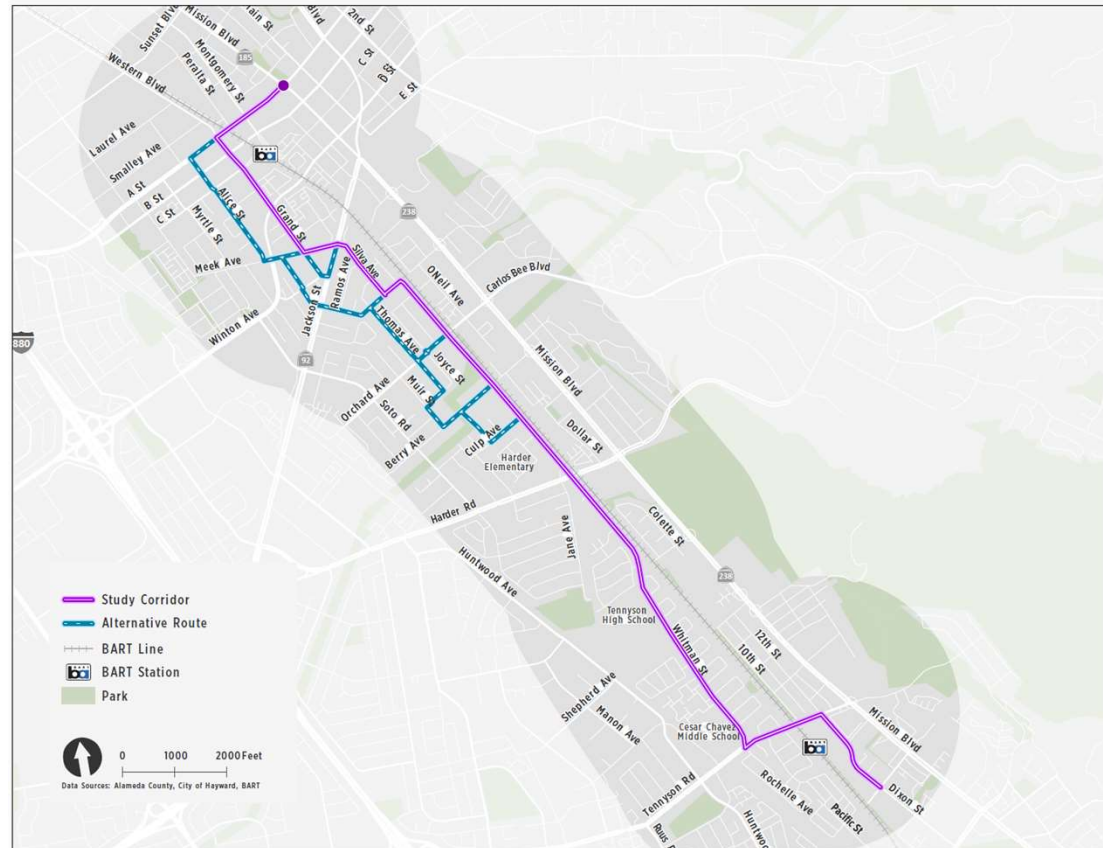 Sunset Blvd
Mission Blvd
Blvd
2nd St
185
Montgomery St
Peralta St
Western Blvd
C St
D St
E St
Laurel Ave
Smalley Ave
ba
A St
B St
C St
Alice St
Myrtle St
Grand St
238
Meek Ave
Silva Ave
Ramos Ave
ONeil Ave
Carlos Bee Blvd
Jackson St
Winton Ave
880
92
Thomas Ave
Joyce St
Mission Blvd
Orchard Ave
Muir St
Soto Rd
Berry Ave
Culp Ave
Dollar St
Harder
Elementary
Harder Rd
Jane Ave
Colette St
Huntwood Ave
238
Tennyson
High School
Whitman St
12th St
10th St
Shepherd Ave
Manon Ave
Cesar Chavez
Middle School
Mission Blvd
ba
Tennyson Rd
Rochelle Ave
Dixon St
Pacific St
Study Corridor
Alternative Route
BART Line
ba
BART Station
Park
0 1000 2000 Feet
Data Sources: Alameda County, City of Hayward, BART